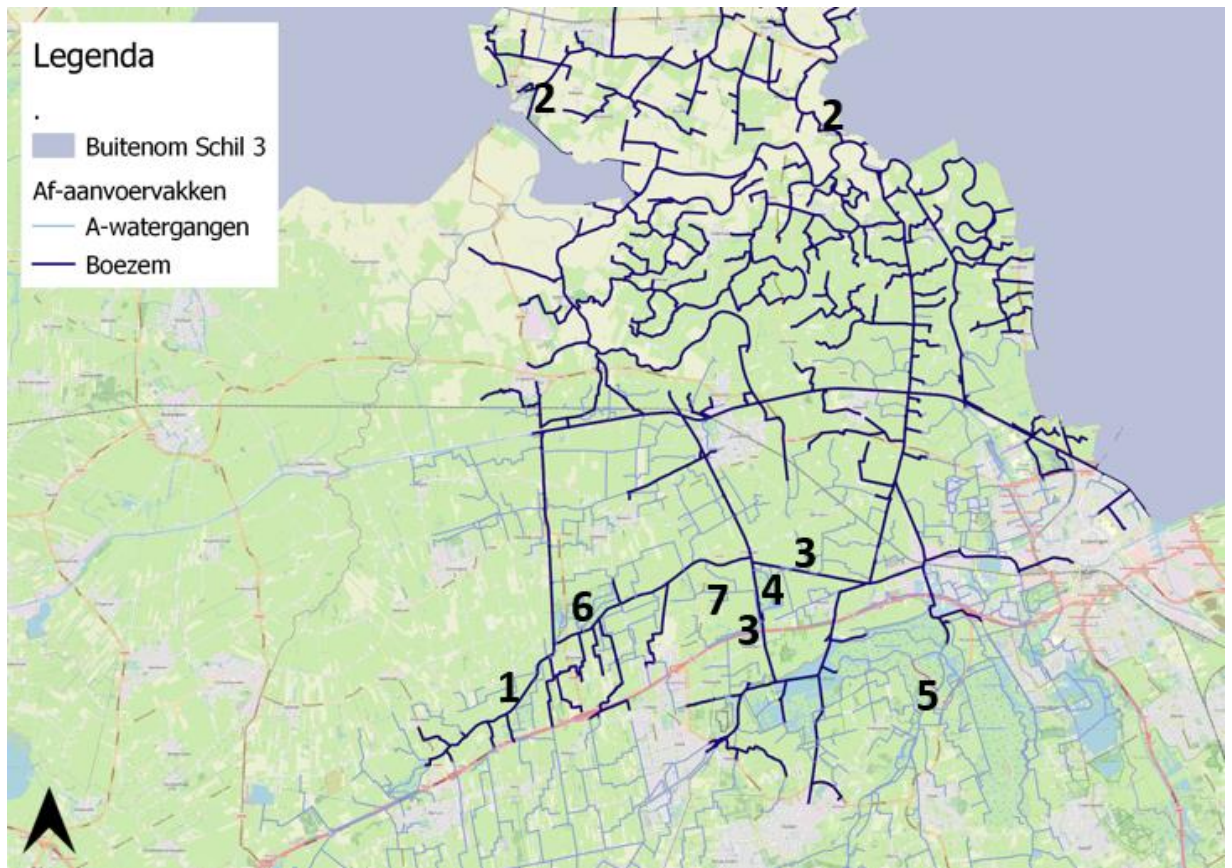 Legenda
.
Buitenom Schil 3
Af-aanvoervakken
A-watergangen
Boezem
2
2
3
4
7
6
3
1
5